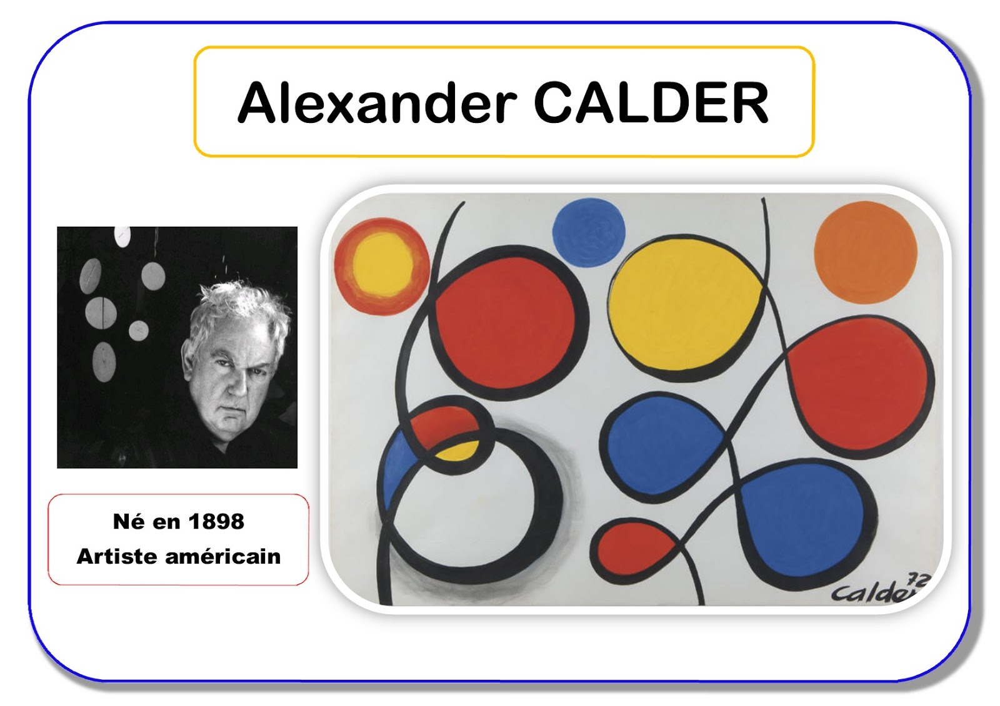 Alexander CALDER
Né en 1898
Artiste américain
72
Calder